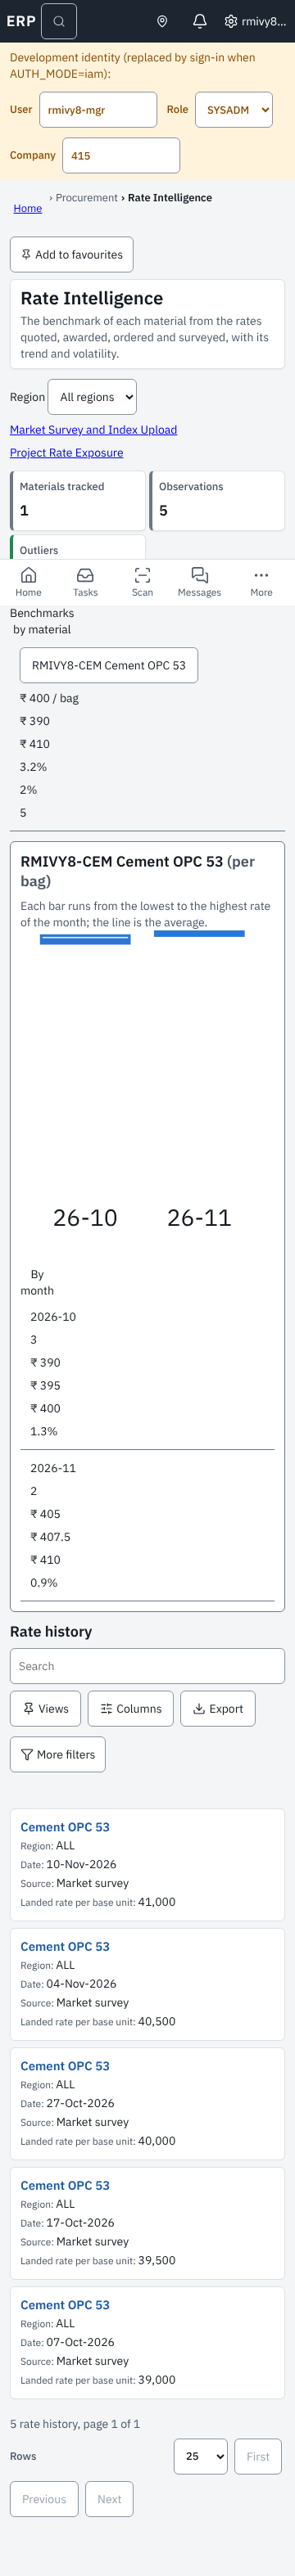 ERP
rmivy8...
Development identity (replaced by sign-in when
AUTH_MODE=iam):
User rmivy8-mgr Role SYSADM
Company 415
Home › Procurement › Rate Intelligence
Add to favourites
Rate Intelligence
The benchmark of each material from the rates
quoted, awarded, ordered and surveyed, with its
trend and volatility.
Region All regions
Market Survey and Index Upload
Project Rate Exposure
Materials tracked
1
Observations
5
Outliers
Home Tasks Scan Messages More
Benchmarks
by material
RMIVY8-CEM Cement OPC 53
₹ 400 / bag
₹ 390
₹ 410
3.2%
2%
5
RMIVY8-CEM Cement OPC 53 (per
bag)
Each bar runs from the lowest to the highest rate
of the month; the line is the average.
26-10 26-11
By
month
2026-10
3
₹ 390
₹ 395
₹ 400
1.3%
2026-11
2
₹ 405
₹ 407.5
₹ 410
0.9%
Rate history
Search
Views Columns Export
More filters
Cement OPC 53
Region: ALL
Date: 10-Nov-2026
Source: Market survey
Landed rate per base unit: 41,000
Cement OPC 53
Region: ALL
Date: 04-Nov-2026
Source: Market survey
Landed rate per base unit: 40,500
Cement OPC 53
Region: ALL
Date: 27-Oct-2026
Source: Market survey
Landed rate per base unit: 40,000
Cement OPC 53
Region: ALL
Date: 17-Oct-2026
Source: Market survey
Landed rate per base unit: 39,500
Cement OPC 53
Region: ALL
Date: 07-Oct-2026
Source: Market survey
Landed rate per base unit: 39,000
5 rate history, page 1 of 1
Rows 25 First
Previous Next